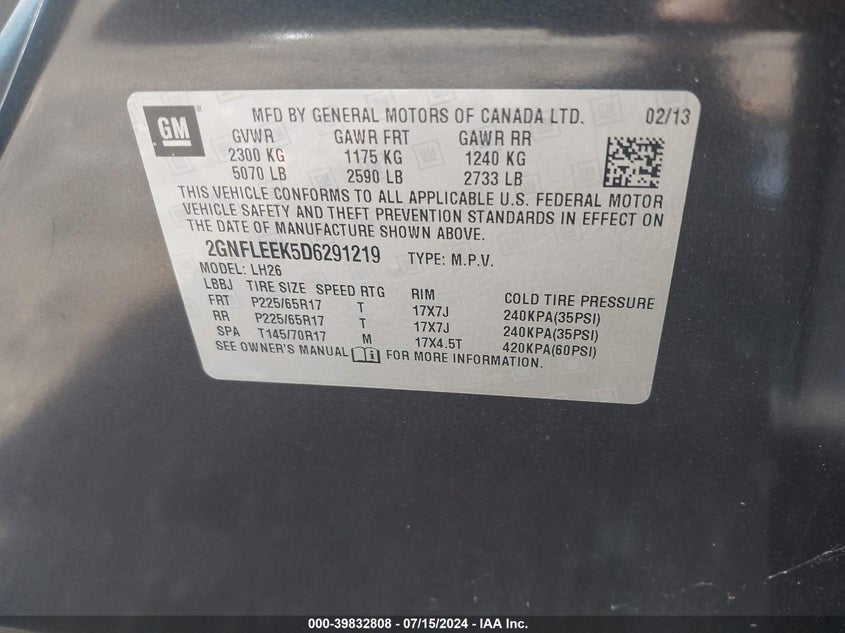 GM ® MFD BY GENERAL MOTORS OF CANADA LTD. 02/13
GVWR GAWR FRT GAWR RR
2300 KG 1175 KG 1240 KG
5070 LB 2590 LB 2733 LB
THIS VEHICLE CONFORMS TO ALL APPLICABLE U.S. FEDERAL MOTOR
VEHICLE SAFETY AND THEFT PREVENTION STANDARDS IN EFFECT ON
THE DATE OF MANUFACTURE SHOWN ABOVE.
2GNFLEEK5D6291219 TYPE: M.P.V.
MODEL: LH26
LBBJ TIRE SIZE SPEED RTG RIM COLD TIRE PRESSURE
FRT P225/65R17 T 17X7J 240KPA(35PSI)
RR P225/65R17 T 17X7J 240KPA(35PSI)
SPA T145/70R17 M 17X4.5T 420KPA(60PSI)
SEE OWNER'S MANUAL FOR MORE INFORMATION.
000-39832808 - 07/15/2024 - IAA Inc.